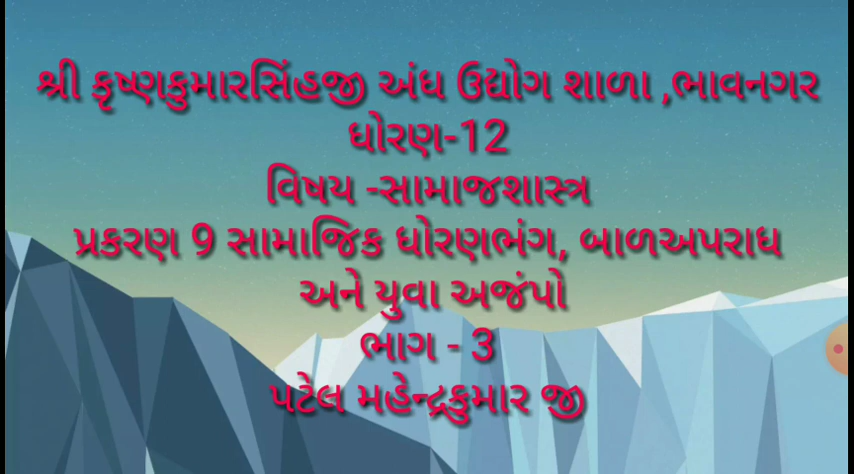 શ્રી કૃષ્ણકુમારસિંહજી અંધ ઉદ્યોગ શાળા ,ભાવનગર
ધોરણ-12
વિષય -સામાજશાસ્ત્ર
પ્રકરણ 9 સામાજિક ધોરણભંગ, બાળઅપરાધ
અને યુવા અજંપો
ભાગ - 3
પટેલ મહેન્દ્રકુમાર જી